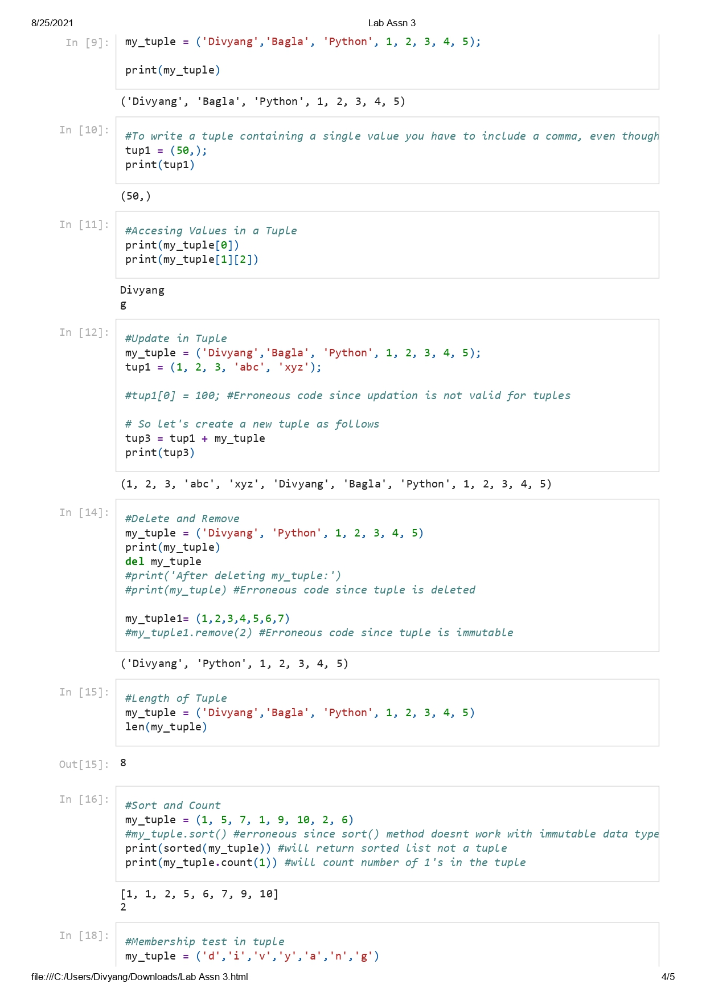 8/25/2021 Lab Assn 3
In [9]: my_tuple = ('Divyang','Bagla', 'Python', 1, 2, 3, 4, 5);
print(my_tuple)
('Divyang', 'Bagla', 'Python', 1, 2, 3, 4, 5)
In [10]:
#To write a tuple containing a single value you have to include a comma, even though
tup1 = (50,);
print(tup1)
(50,)
In [11]:
#Accesing Values in a Tuple
print(my_tuple[0])
print(my_tuple[1][2])
Divyang
g
In [12]:
#Update in Tuple
my_tuple = ('Divyang','Bagla', 'Python', 1, 2, 3, 4, 5);
tup1 = (1, 2, 3, 'abc', 'xyz');
#tup1[0] = 100; #Erroneous code since updation is not valid for tuples
# So let's create a new tuple as follows
tup3 = tup1 + my_tuple
print(tup3)
(1, 2, 3, 'abc', 'xyz', 'Divyang', 'Bagla', 'Python', 1, 2, 3, 4, 5)
In [14]:
#Delete and Remove
my_tuple = ('Divyang', 'Python', 1, 2, 3, 4, 5)
print(my_tuple)
del my_tuple
#print('After deleting my_tuple:')
#print(my_tuple) #Erroneous code since tuple is deleted
my_tuple1= (1,2,3,4,5,6,7)
#my_tuple1.remove(2) #Erroneous code since tuple is immutable
('Divyang', 'Python', 1, 2, 3, 4, 5)
In [15]:
#Length of Tuple
my_tuple = ('Divyang','Bagla', 'Python', 1, 2, 3, 4, 5)
len(my_tuple)
Out[15]: 8
In [16]:
#Sort and Count
my_tuple = (1, 5, 7, 1, 9, 10, 2, 6)
#my_tuple.sort() #erroneous since sort() method doesnt work with immutable data type
print(sorted(my_tuple)) #will return sorted list not a tuple
print(my_tuple.count(1)) #will count number of 1's in the tuple
[1, 1, 2, 5, 6, 7, 9, 10]
2
In [18]:
#Membership test in tuple
my_tuple = ('d','i','v','y','a','n','g')
file:///C:/Users/Divyang/Downloads/Lab Assn 3.html 4/5